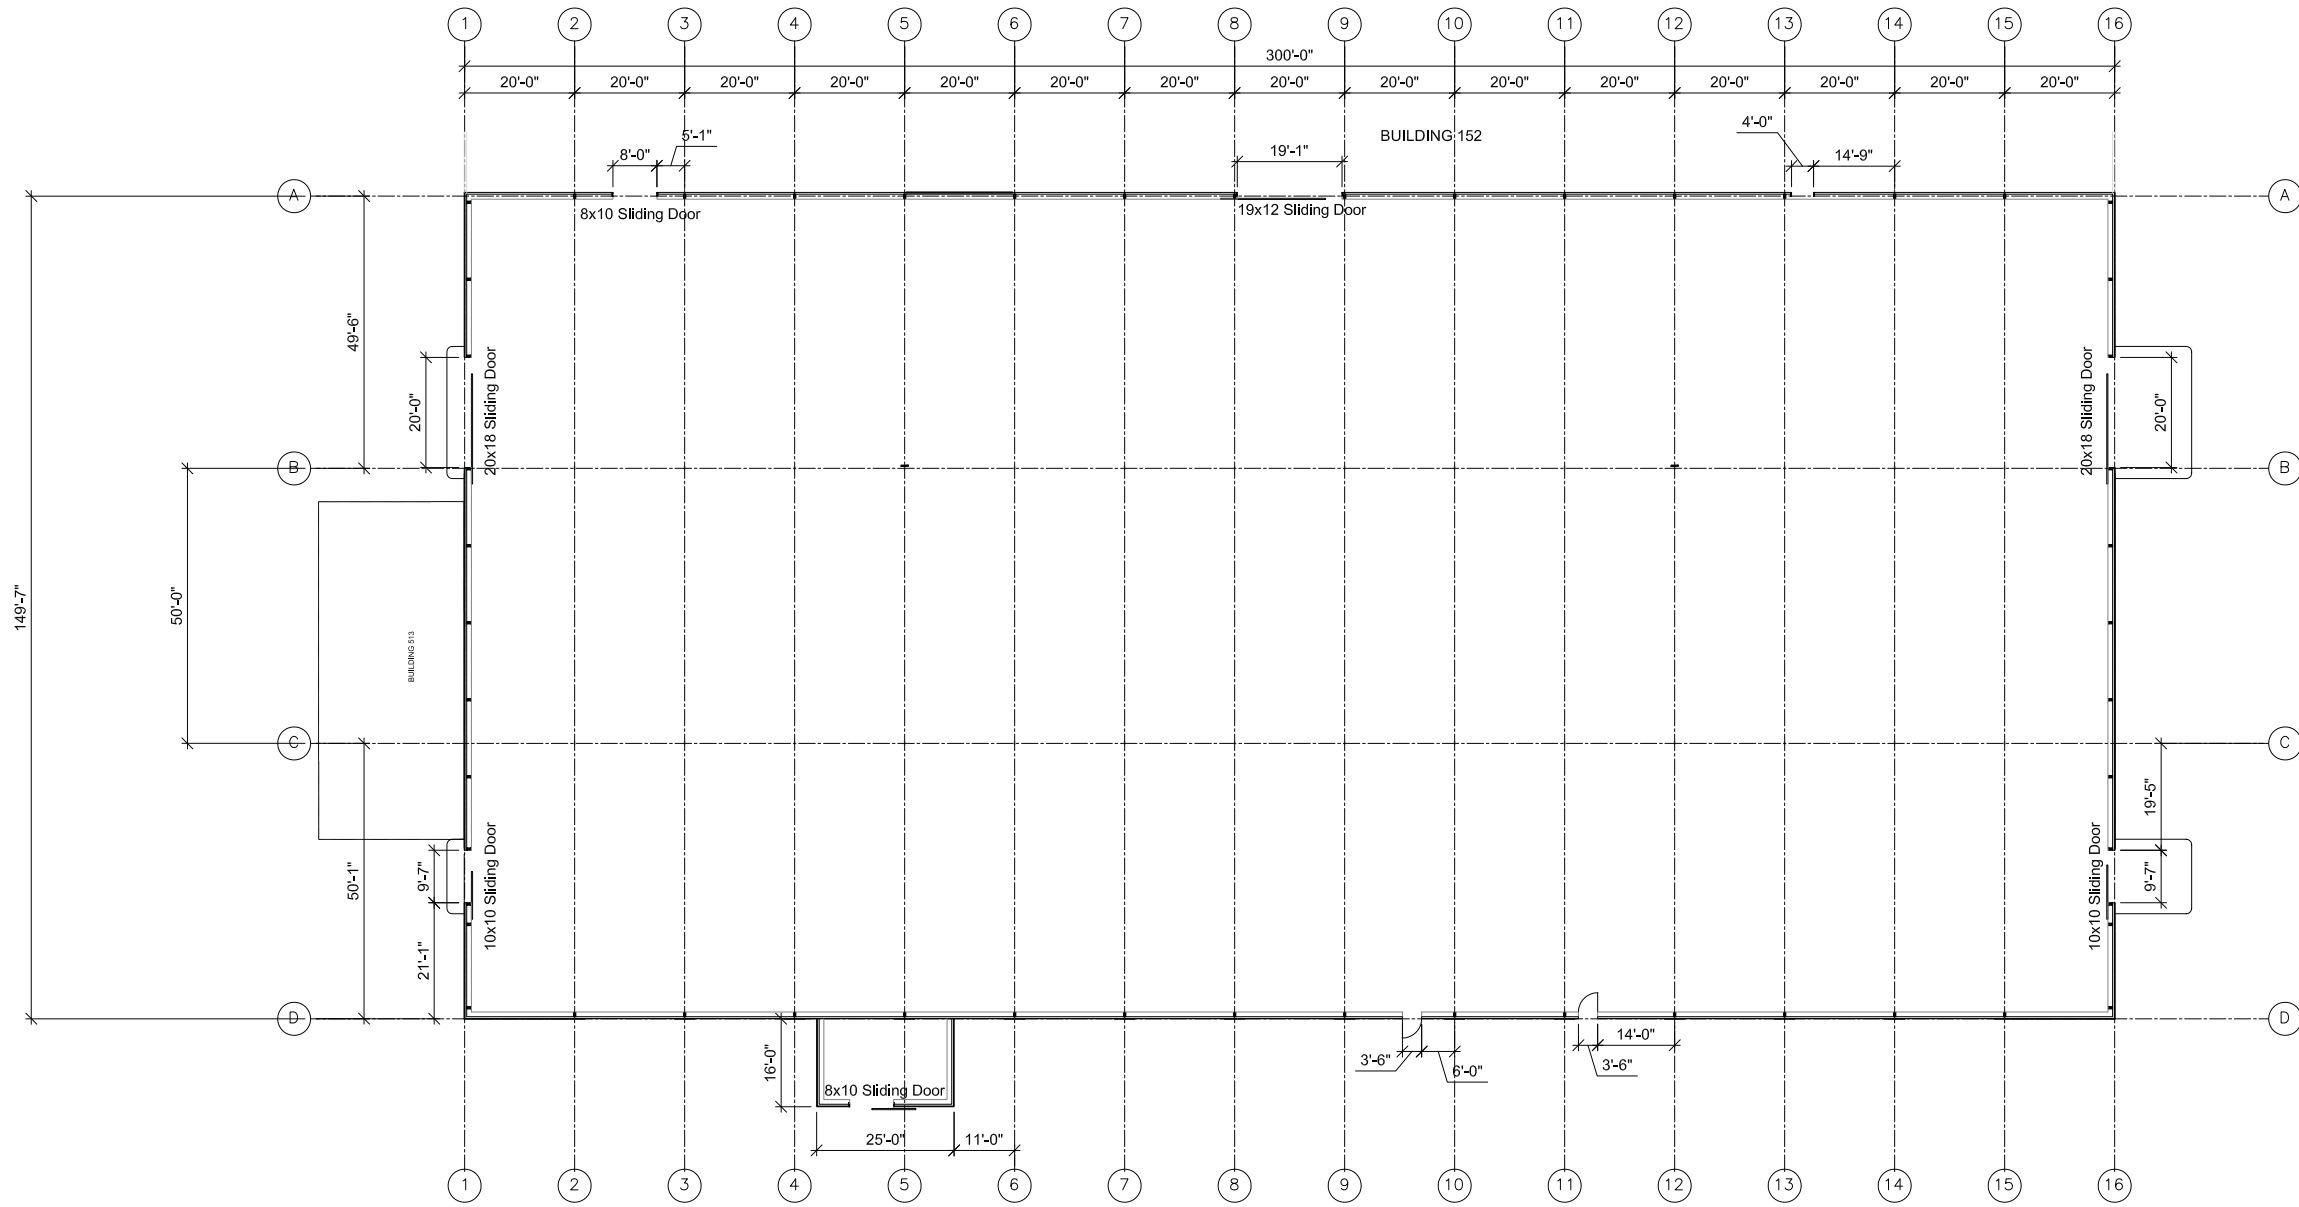 1 2 3 4 5 6 7 8 9 10 11 12 13 14 15 16
300'-0"
20'-0" 20'-0" 20'-0" 20'-0" 20'-0" 20'-0" 20'-0" 20'-0" 20'-0" 20'-0" 20'-0" 20'-0" 20'-0" 20'-0" 20'-0"
4'-0"
5'-1" BUILDING 152
8'-0" 19'-1" 14'-9"
A A
8x10 Sliding Door 19x12 Sliding Door
49'-6"
20'-0" 20x18 Sliding Door 20x18 Sliding Door 20'-0"
B B
149'-7" 50'-0"
BUILDING 513
C C
19'-5"
50'-1" 9'-7" 10x10 Sliding Door 10x10 Sliding Door 9'-7"
21'-1"
D D
14'-0"
16'-0" 3'-6" 6'-0" 3'-6"
8x10 Sliding Door
25'-0" 11'-0"
1 2 3 4 5 6 7 8 9 10 11 12 13 14 15 16